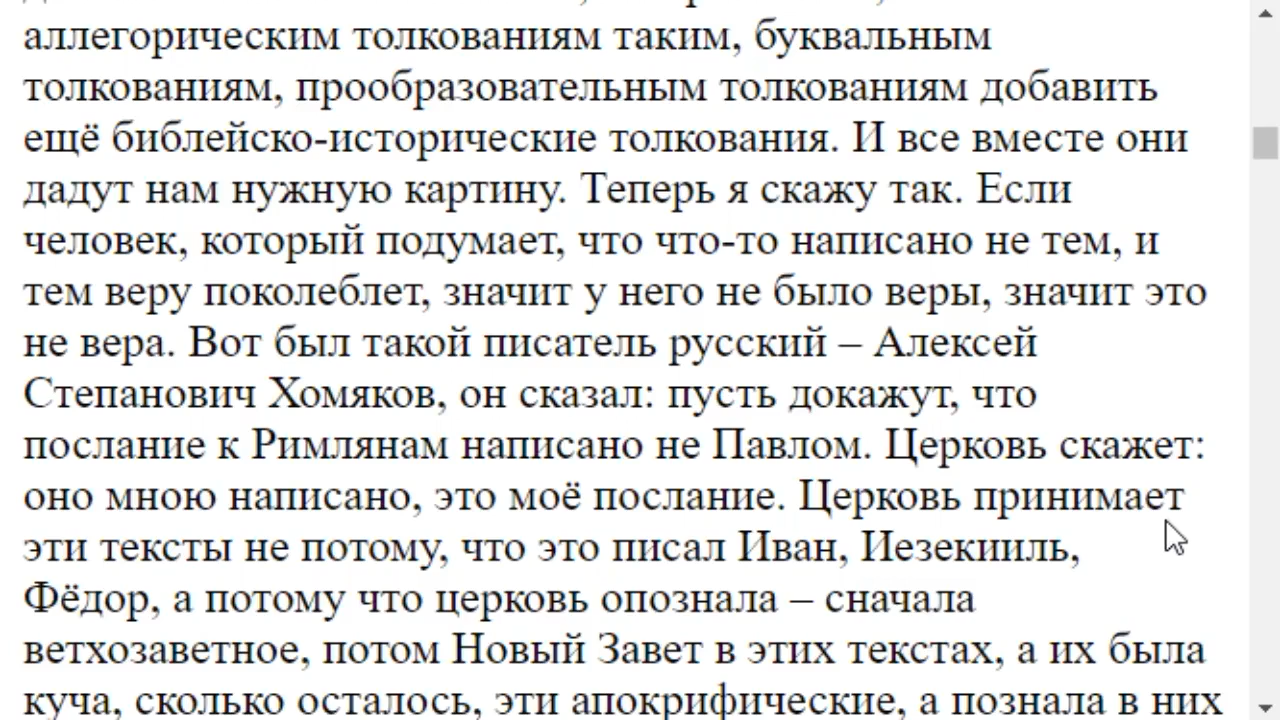 аллегорическим толкованиям таким, буквальным
толкованиям, прообразовательным толкованиям добавить
ещё библейско-исторические толкования. И все вместе они
дадут нам нужную картину. Теперь я скажу так. Если
человек, который подумает, что что-то написано не тем, и
тем веру поколеблет, значит у него не было веры, значит это
не вера. Вот был такой писатель русский – Алексей
Степанович Хомяков, он сказал: пусть докажут, что
послание к Римлянам написано не Павлом. Церковь скажет:
оно мною написано, это моё послание. Церковь принимает
эти тексты не потому, что это писал Иван, Иезекииль,
Фёдор, а потому что церковь опознала – сначала
ветхозаветное, потом Новый Завет в этих текстах, а их была
куча, сколько осталось, эти апокрифические, а познала в них